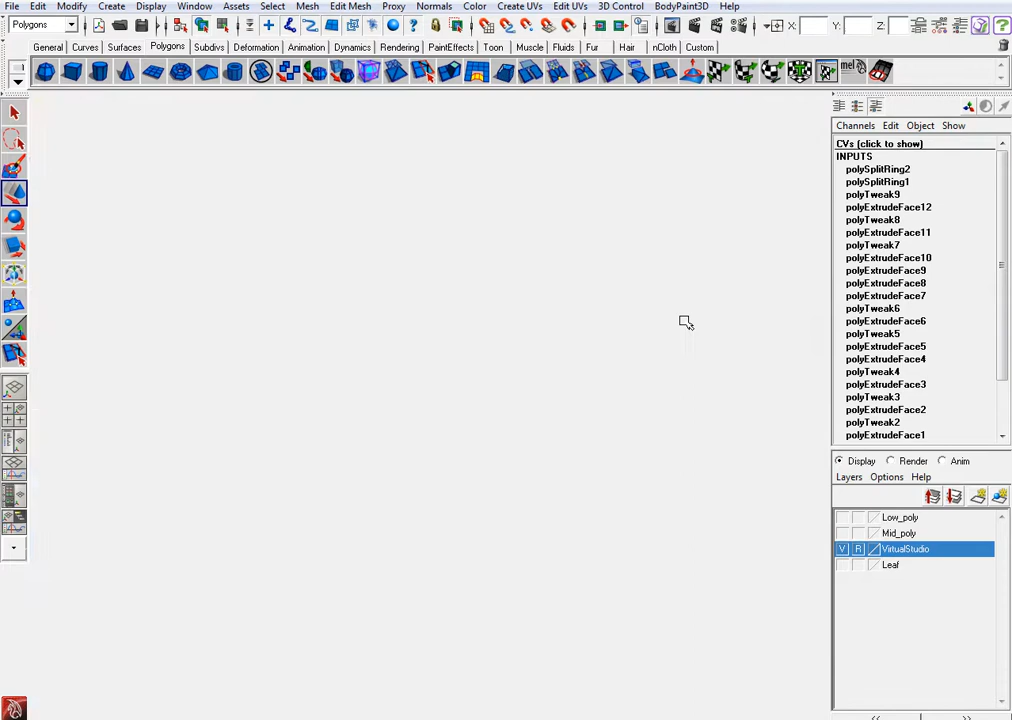 File Edit Modify Create Display Window Assets Select Mesh Edit Mesh Proxy Normals Color Create UVs Edit UVs 3D Control BodyPaint3D Help
Polygons X: Y: Z:
General Curves Surfaces Polygons Subdivs Deformation Animation Dynamics Rendering PaintEffects Toon Muscle Fluids Fur Hair nCloth Custom
mel
Channels Edit Object Show
CVs (click to show)
INPUTS
polySplitRing2
polySplitRing1
polyTweak9
polyExtrudeFace12
polyTweak8
polyExtrudeFace11
polyTweak7
polyExtrudeFace10
polyExtrudeFace9
polyExtrudeFace8
polyExtrudeFace7
polyTweak6
polyExtrudeFace6
polyTweak5
polyExtrudeFace5
polyExtrudeFace4
polyTweak4
polyExtrudeFace3
polyTweak3
polyExtrudeFace2
polyTweak2
polyExtrudeFace1
Display Render Anim
Layers Options Help
Low_poly
Mid_poly
V R VirtualStudio
Leaf